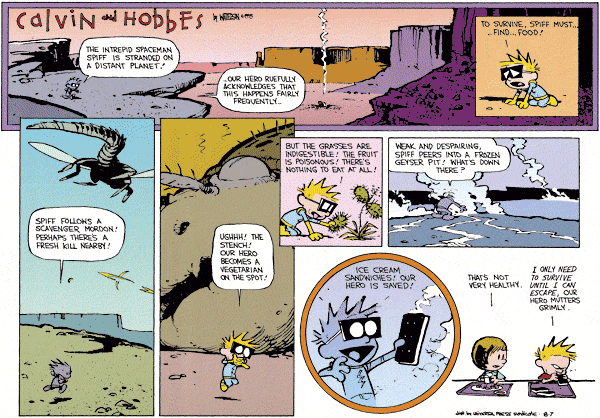 CALVIN and HOBBES
by WATTERSON
THE INTREPID SPACEMAN
SPIFF IS STRANDED ON
A DISTANT PLANET!
..OUR HERO RUEFULLY
ACKNOWLEDGES THAT
THIS HAPPENS FAIRLY
FREQUENTLY...
TO SURVIVE, SPIFF MUST...
...FIND...FOOD!
SPIFF FOLLOWS A
SCAVENGER MORDON!
PERHAPS THERE'S A
FRESH KILL NEARBY!
UGHHH! THE
STENCH!
OUR HERO
BECOMES A
VEGETARIAN
ON THE SPOT!
BUT THE GRASSES ARE
INDIGESTIBLE! THE FRUIT
IS POISONOUS! THERE'S
NOTHING TO EAT AT ALL!
WEAK AND DESPAIRING,
SPIFF PEERS INTO A FROZEN
GEYSER PIT! WHAT'S DOWN
THERE?
ICE CREAM
SANDWICHES! OUR
HERO IS SAVED!
THAT'S NOT
VERY HEALTHY.
I ONLY NEED
TO SURVIVE
UNTIL I CAN
ESCAPE, OUR
HERO MUTTERS
GRIMLY.
UNIVERSAL PRESS SYNDICATE 8-7